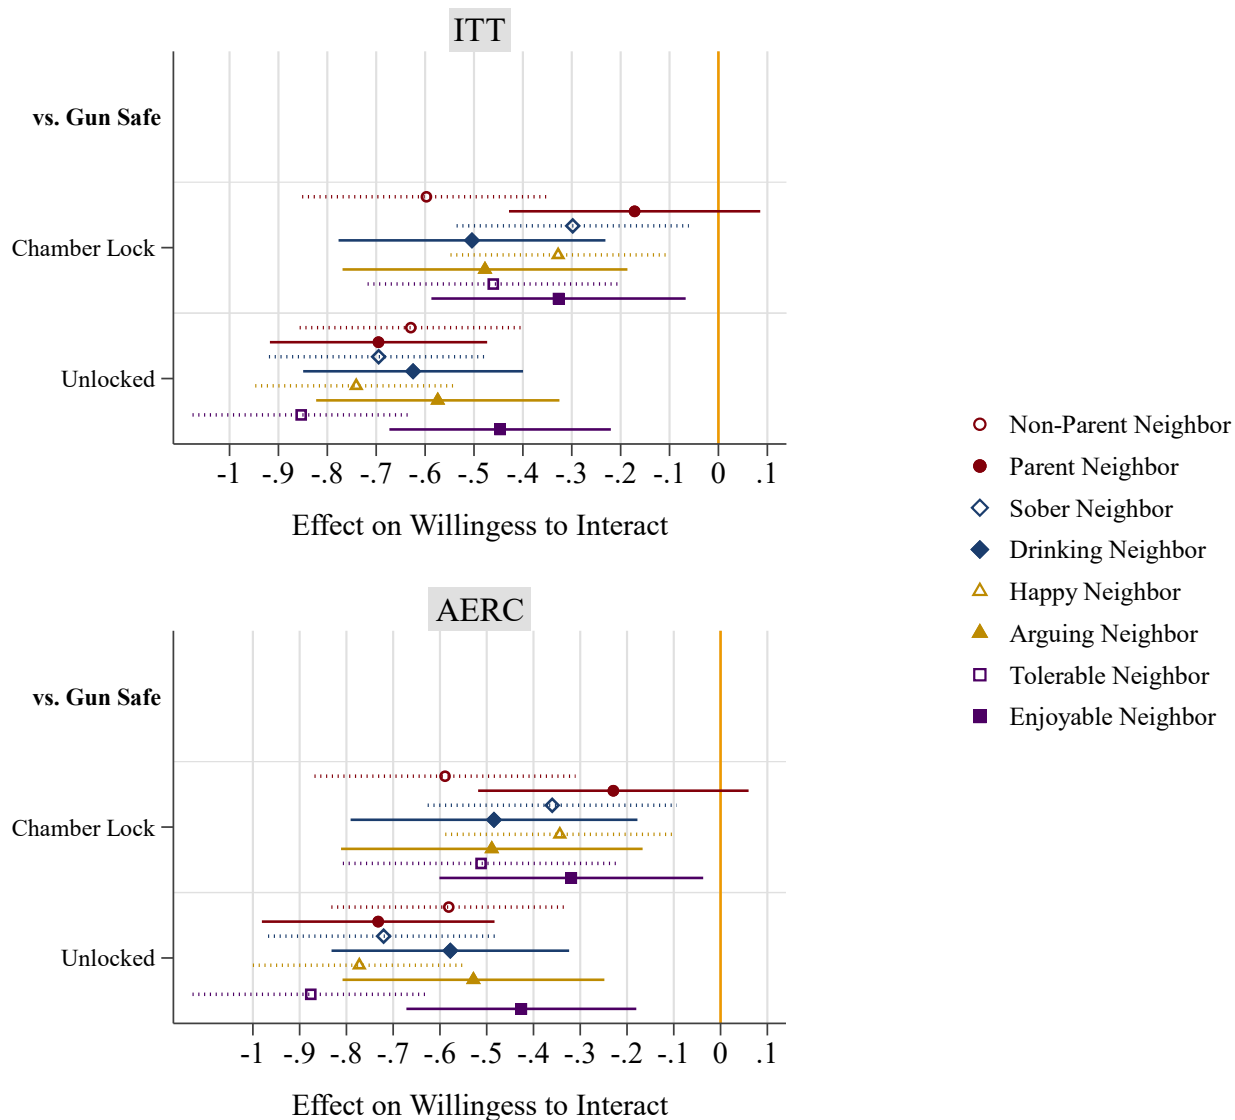 ITT
vs. Gun Safe
Chamber Lock
Unlocked
-1 -.9 -.8 -.7 -.6 -.5 -.4 -.3 -.2 -.1 0 .1
Effect on Willingess to Interact
Non-Parent Neighbor
Parent Neighbor
Sober Neighbor
Drinking Neighbor
Happy Neighbor
Arguing Neighbor
Tolerable Neighbor
Enjoyable Neighbor
AERC
vs. Gun Safe
Chamber Lock
Unlocked
-1 -.9 -.8 -.7 -.6 -.5 -.4 -.3 -.2 -.1 0 .1
Effect on Willingess to Interact